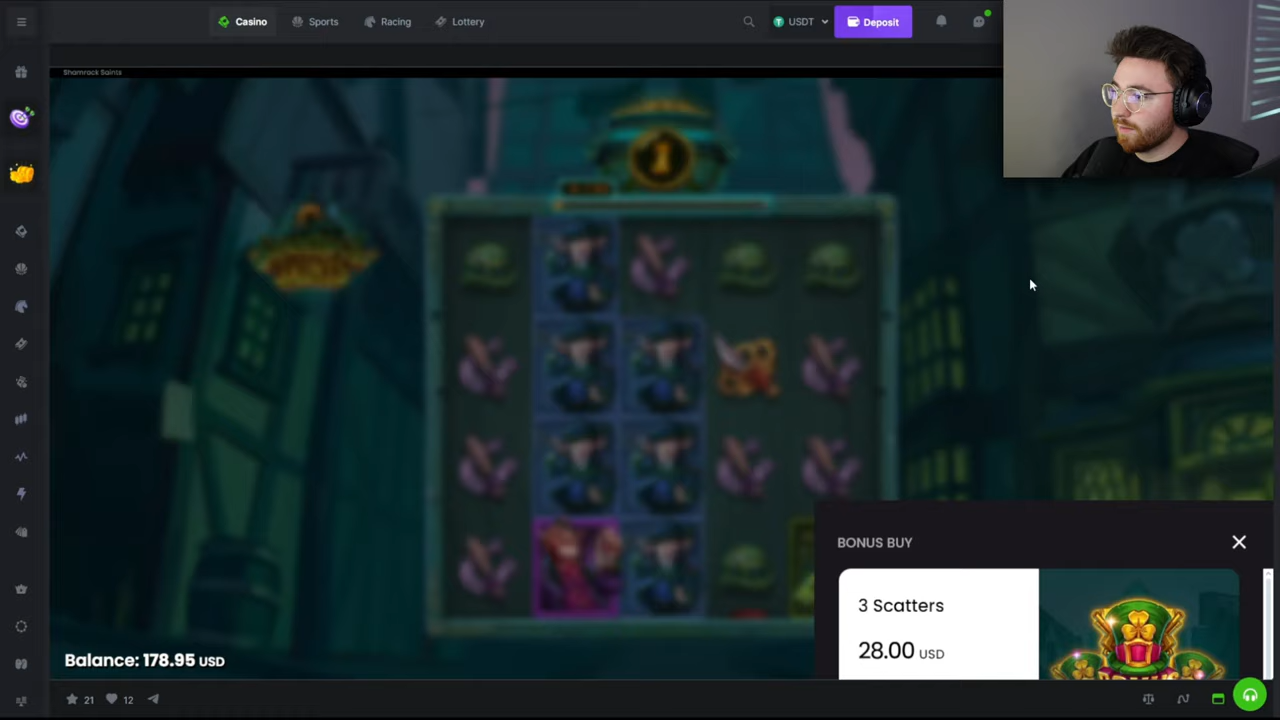 Casino
Sports
Racing
Lottery
USDT
Deposit
Shamrock Saints
1
BONUS BUY
3 Scatters
28.00 USD
Balance: 178.95 USD
21
12